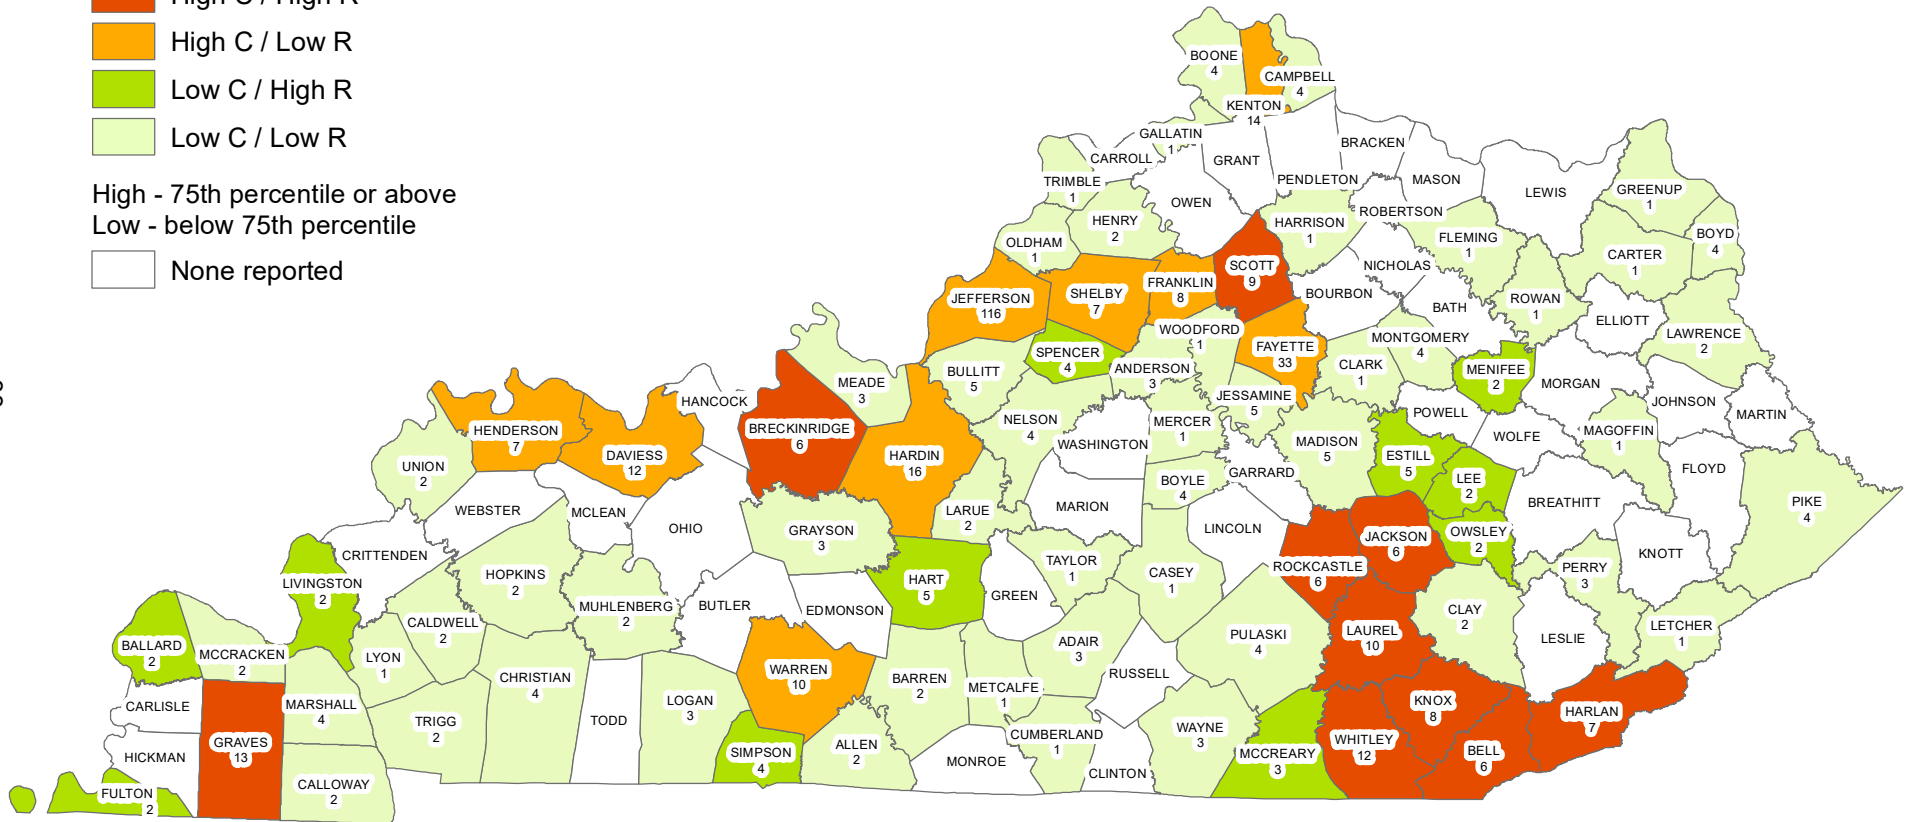 High C / High R
High C / Low R
Low C / High R
Low C / Low R
High - 75th percentile or above
Low - below 75th percentile
None reported
BOONE
4
CAMPBELL
4
KENTON
14
GALLATIN
1
CARROLL
GRANT
BRACKEN
PENDLETON
MASON
LEWIS
TRIMBLE
1
OWEN
GREENUP
1
HENRY
2
HARRISON
1
ROBERTSON
FLEMING
1
BOYD
4
OLDHAM
1
CARTER
1
SCOTT
9
NICHOLAS
JEFFERSON
116
SHELBY
7
FRANKLIN
8
BOURBON
BATH
ROWAN
1
ELLIOTT
WOODFORD
1
LAWRENCE
2
SPENCER
4
FAYETTE
33
MONTGOMERY
4
CLARK
1
MENIFEE
2
MORGAN
BULLITT
5
ANDERSON
3
MEADE
3
JESSAMINE
5
JOHNSON
MARTIN
HANCOCK
POWELL
HENDERSON
7
BRECKINRIDGE
6
NELSON
4
MERCER
1
WASHINGTON
MADISON
5
WOLFE
MAGOFFIN
1
DAVIESS
12
HARDIN
16
ESTILL
5
UNION
2
GARRARD
FLOYD
BOYLE
4
LEE
2
BREATHITT
PIKE
4
WEBSTER
MCLEAN
OHIO
LARUE
2
MARION
LINCOLN
GRAYSON
3
JACKSON
6
OWSLEY
2
CRITTENDEN
KNOTT
TAYLOR
1
ROCKCASTLE
6
PERRY
3
HOPKINS
2
CASEY
1
LIVINGSTON
2
HART
5
GREEN
MUHLENBERG
2
BUTLER
EDMONSON
CLAY
2
CALDWELL
2
LETCHER
1
PULASKI
4
LAUREL
10
LESLIE
BALLARD
2
MCCRACKEN
2
LYON
1
ADAIR
3
WARREN
10
RUSSELL
CHRISTIAN
4
BARREN
2
METCALFE
1
LOGAN
3
KNOX
8
CARLISLE
MARSHALL
4
HARLAN
7
TRIGG
2
TODD
WAYNE
3
CUMBERLAND
1
GRAVES
13
ALLEN
2
WHITLEY
12
SIMPSON
4
MCCREARY
3
BELL
6
HICKMAN
MONROE
CLINTON
CALLOWAY
2
FULTON
2